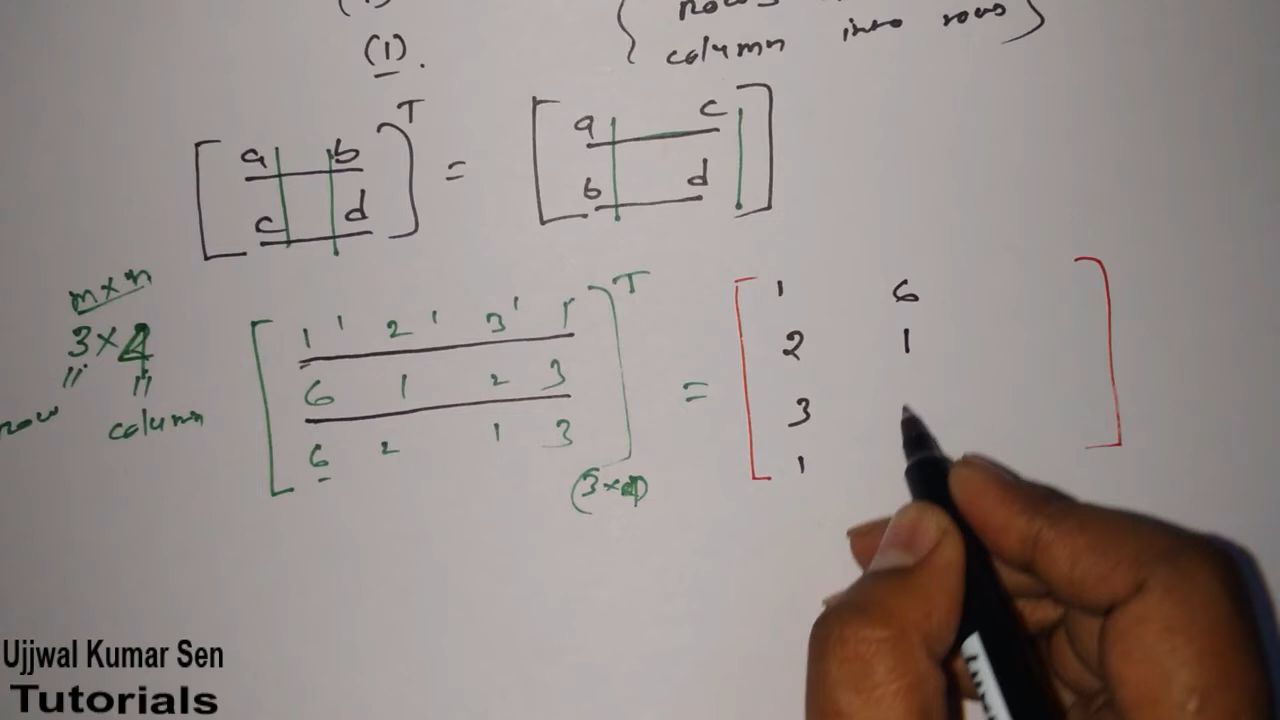 (1).
rows
column into rows
[a b
c d]^T = [a c
b d]
m×n
3×4
row
column
[1 2 3 1
6 1 2 3
6 2 1 3]^T (3×4)
=
[1 6
2 1
3
1]
Ujjwal Kumar Sen
Tutorials